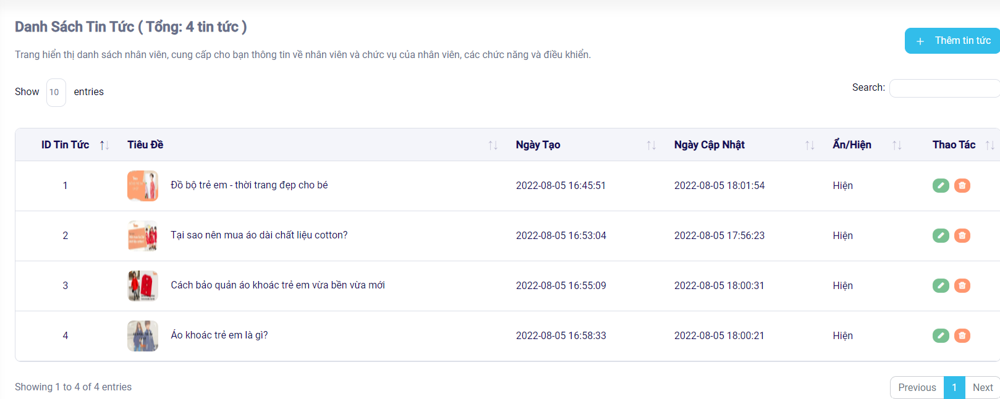 Danh Sách Tin Tức ( Tổng: 4 tin tức )
Thêm tin tức
Trang hiển thị danh sách nhân viên, cung cấp cho bạn thông tin về nhân viên và chức vụ của nhân viên, các chức năng và điều khiển.
Show 10 entries
Search:
ID Tin Tức Tiêu Đề Ngày Tạo Ngày Cập Nhật Ẩn/Hiện Thao Tác
1 Đồ bộ trẻ em - thời trang đẹp cho bé 2022-08-05 16:45:51 2022-08-05 18:01:54 Hiện
2 Tại sao nên mua áo dài chất liệu cotton? 2022-08-05 16:53:04 2022-08-05 17:56:23 Hiện
3 Cách bảo quản áo khoác trẻ em vừa bền vừa mới 2022-08-05 16:55:09 2022-08-05 18:00:31 Hiện
4 Áo khoác trẻ em là gì? 2022-08-05 16:58:33 2022-08-05 18:00:21 Hiện
Showing 1 to 4 of 4 entries
Previous 1 Next